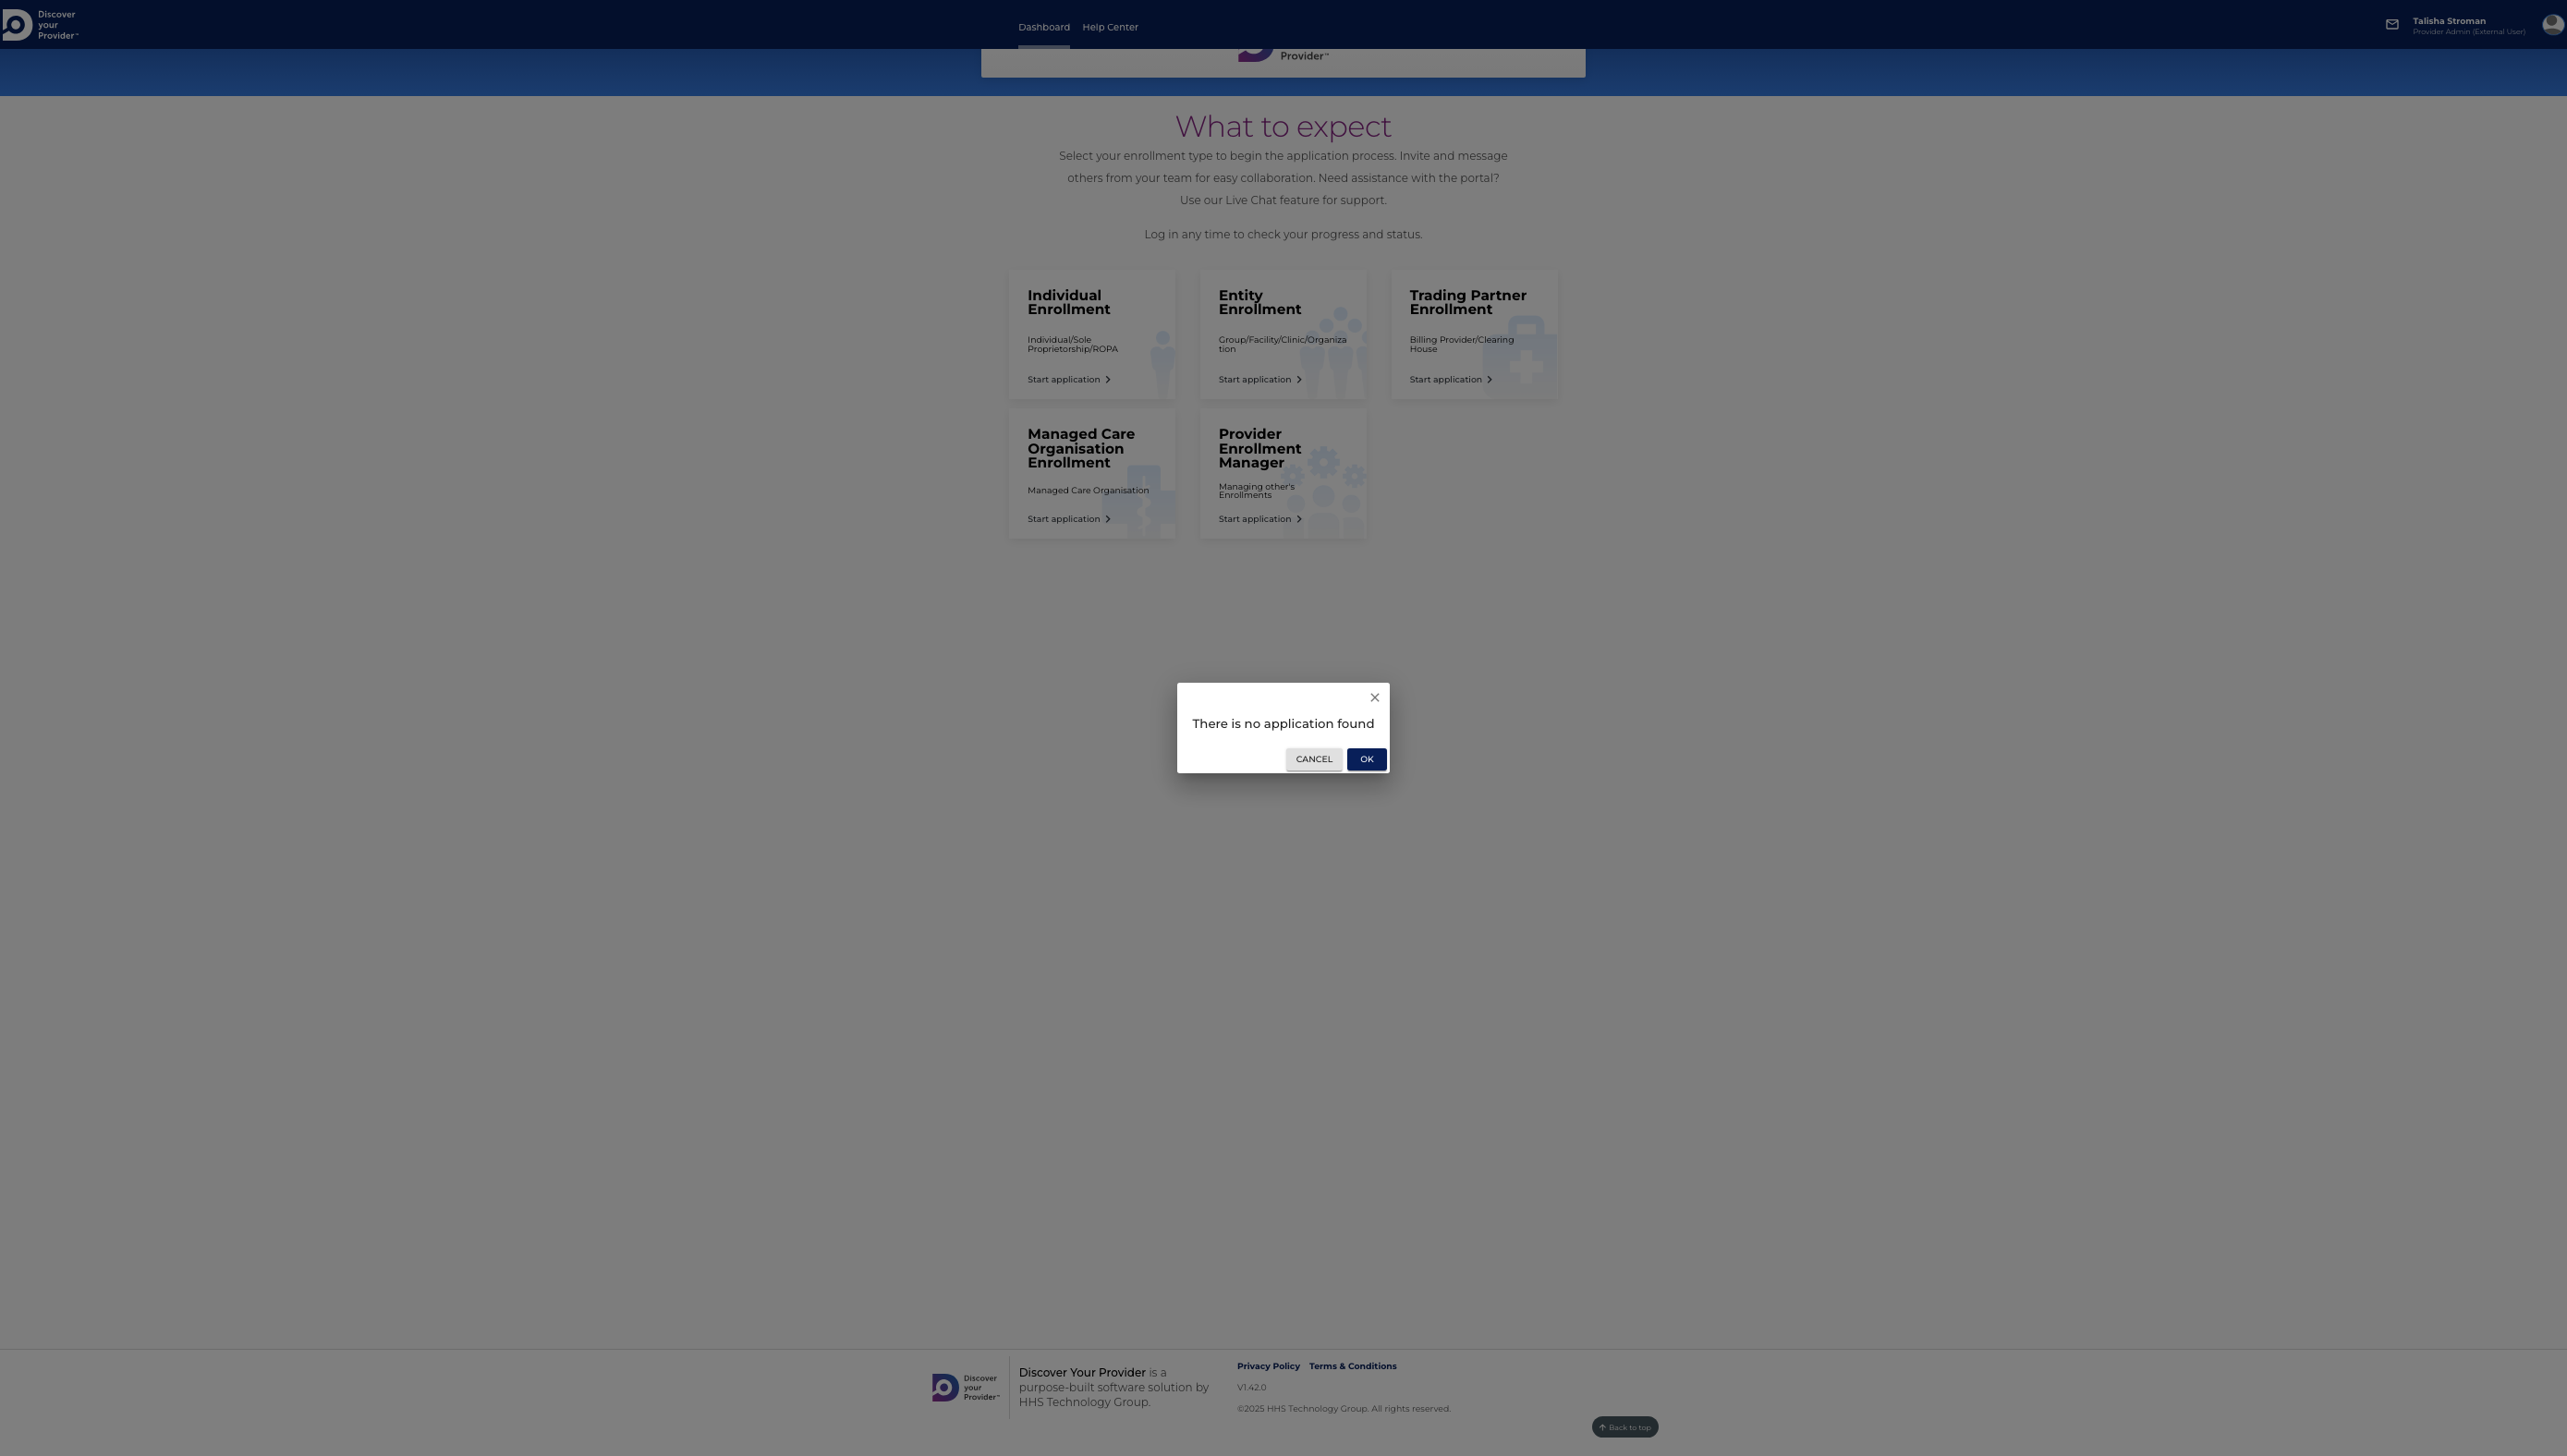 Discover
your
Provider™
Dashboard Help Center
Talisha Stroman
Provider Admin (External User)
Provider™
What to expect
Select your enrollment type to begin the application process. Invite and message
others from your team for easy collaboration. Need assistance with the portal?
Use our Live Chat feature for support.
Log in any time to check your progress and status.
Individual
Enrollment
Individual/Sole
Proprietorship/ROPA
Start application
Entity
Enrollment
Group/Facility/Clinic/Organiza
tion
Start application
Trading Partner
Enrollment
Billing Provider/Clearing
House
Start application
Managed Care
Organisation
Enrollment
Managed Care Organisation
Start application
Provider
Enrollment
Manager
Managing other's
Enrollments
Start application
There is no application found
CANCEL OK
Discover
your
Provider™
Discover Your Provider is a
purpose-built software solution by
HHS Technology Group.
Privacy Policy Terms & Conditions
V1.42.0
©2025 HHS Technology Group. All rights reserved.
Back to top